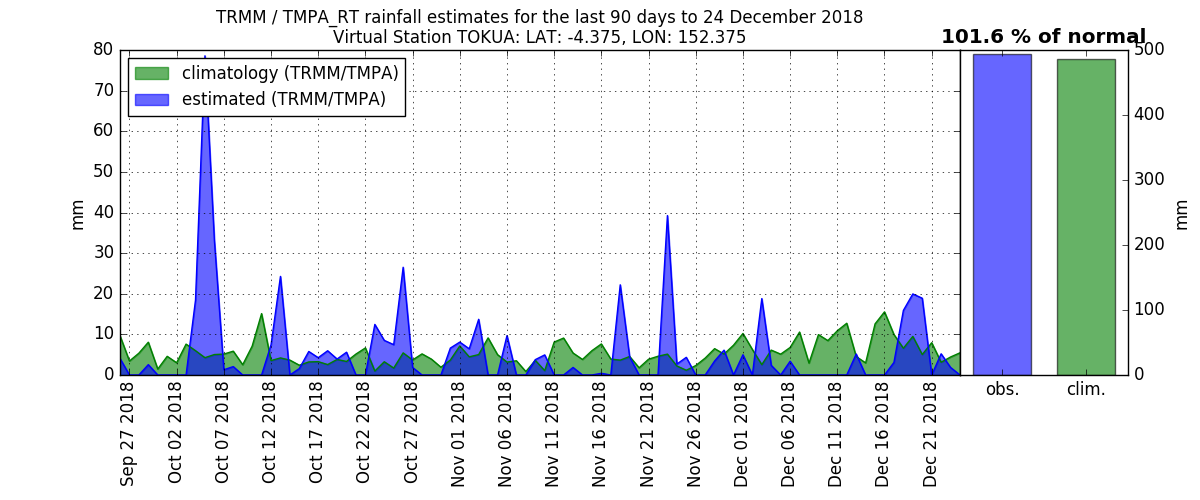 TRMM / TMPA_RT rainfall estimates for the last 90 days to 24 December 2018
Virtual Station TOKUA: LAT: -4.375, LON: 152.375
101.6 % of normal
climatology (TRMM/TMPA)
estimated (TRMM/TMPA)
80
70
60
50
40
30
20
10
0
mm
500
400
300
200
100
0
mm
obs.
clim.
Sep 27 2018
Oct 02 2018
Oct 07 2018
Oct 12 2018
Oct 17 2018
Oct 22 2018
Oct 27 2018
Nov 01 2018
Nov 06 2018
Nov 11 2018
Nov 16 2018
Nov 21 2018
Nov 26 2018
Dec 01 2018
Dec 06 2018
Dec 11 2018
Dec 16 2018
Dec 21 2018